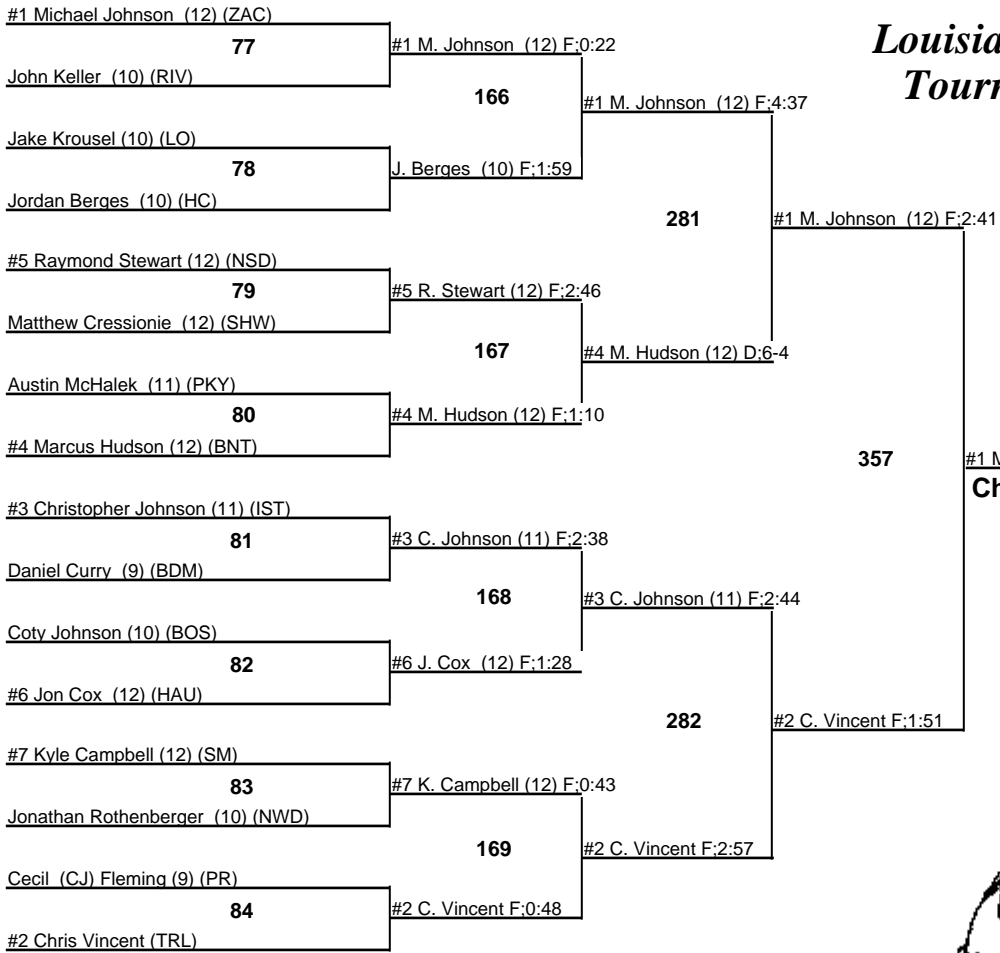 #1 Michael Johnson (12) (ZAC)
77
John Keller (10) (RIV)
Jake Krousel (10) (LO)
78
Jordan Berges (10) (HC)
#5 Raymond Stewart (12) (NSD)
79
Matthew Cressionie (12) (SHW)
Austin McHalek (11) (PKY)
80
#4 Marcus Hudson (12) (BNT)
#3 Christopher Johnson (11) (IST)
81
Daniel Curry (9) (BDM)
Coty Johnson (10) (BOS)
82
#6 Jon Cox (12) (HAU)
#7 Kyle Campbell (12) (SM)
83
Jonathan Rothenberger (10) (NWD)
Cecil (CJ) Fleming (9) (PR)
84
#2 Chris Vincent (TRL)
#1 M. Johnson (12) F;0:22
166
J. Berges (10) F;1:59
#5 R. Stewart (12) F;2:46
167
#4 M. Hudson (12) F;1:10
#3 C. Johnson (11) F;2:38
168
#6 J. Cox (12) F;1:28
#7 K. Campbell (12) F;0:43
169
#2 C. Vincent F;0:48
#1 M. Johnson (12) F;4:37
281
#4 M. Hudson (12) D;6-4
#3 C. Johnson (11) F;2:44
282
#2 C. Vincent F;2:57
#1 M. Johnson (12) F;2:41
357
#2 C. Vincent F;1:51
#1 M
Ch
Louisia
Tourn